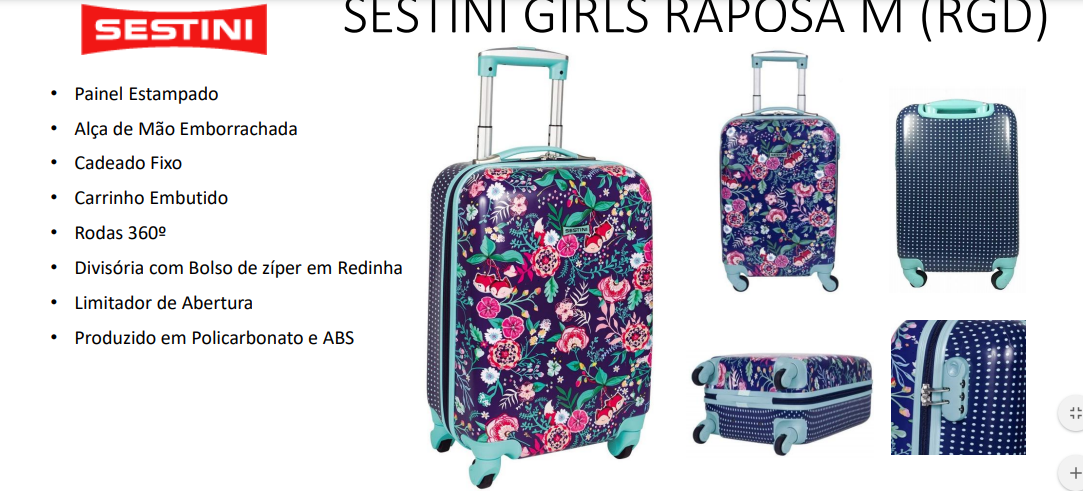 SESTINI GIRLS RAPOSA M (RGD)
SESTINI
• Painel Estampado
• Alça de Mão Emborrachada
• Cadeado Fixo
• Carrinho Embutido
• Rodas 360º
• Divisória com Bolso de zíper em Redinha
• Limitador de Abertura
• Produzido em Policarbonato e ABS
SESTINI